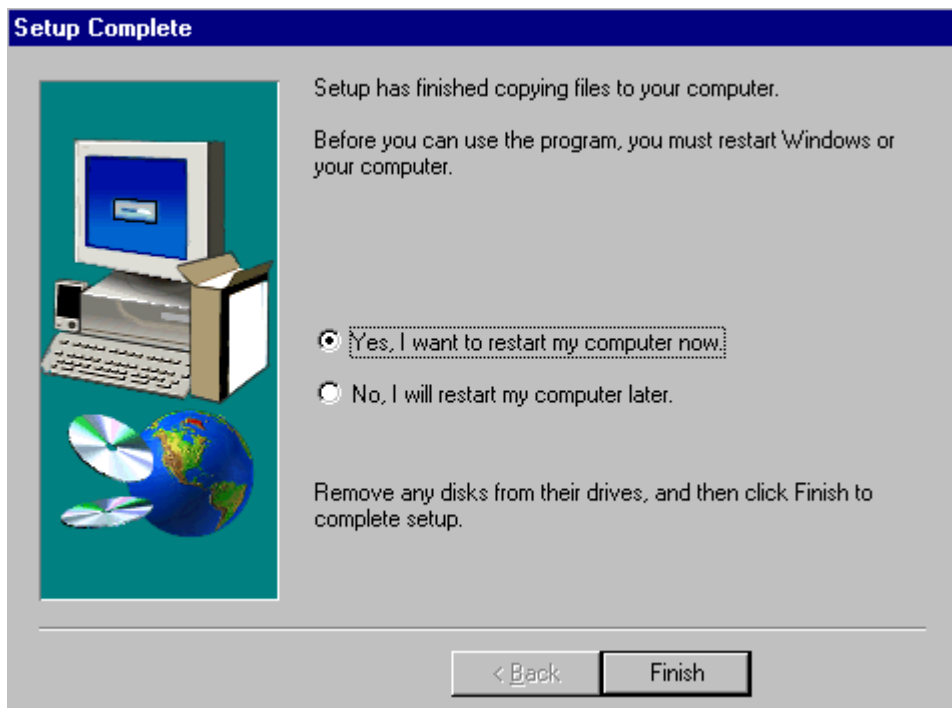 Setup Complete
Setup has finished copying files to your computer.
Before you can use the program, you must restart Windows or
your computer.
Yes, I want to restart my computer now.
No, I will restart my computer later.
Remove any disks from their drives, and then click Finish to
complete setup.
< Back
Finish